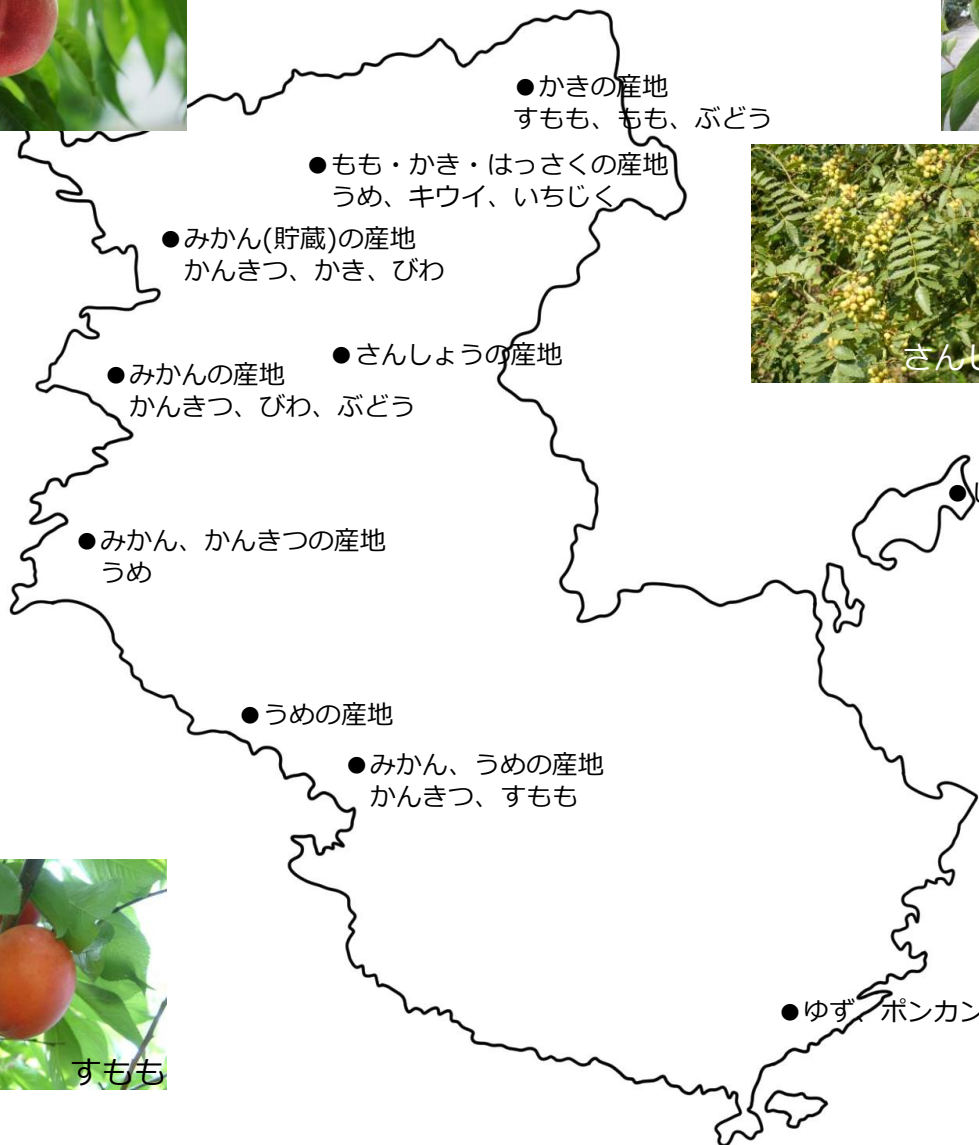 ●かきの産地
すもも、もも、ぶどう
●もも・かき・はっさくの産地
うめ、キウイ、いちじく
●みかん(貯蔵)の産地
かんきつ、かき、びわ
●さんしょうの産地
さんし
●みかんの産地
かんきつ、びわ、ぶどう
●みかん、かんきつの産地
うめ
●うめの産地
●みかん、うめの産地
かんきつ、すもも
●ゆず、ポンカン
すもも